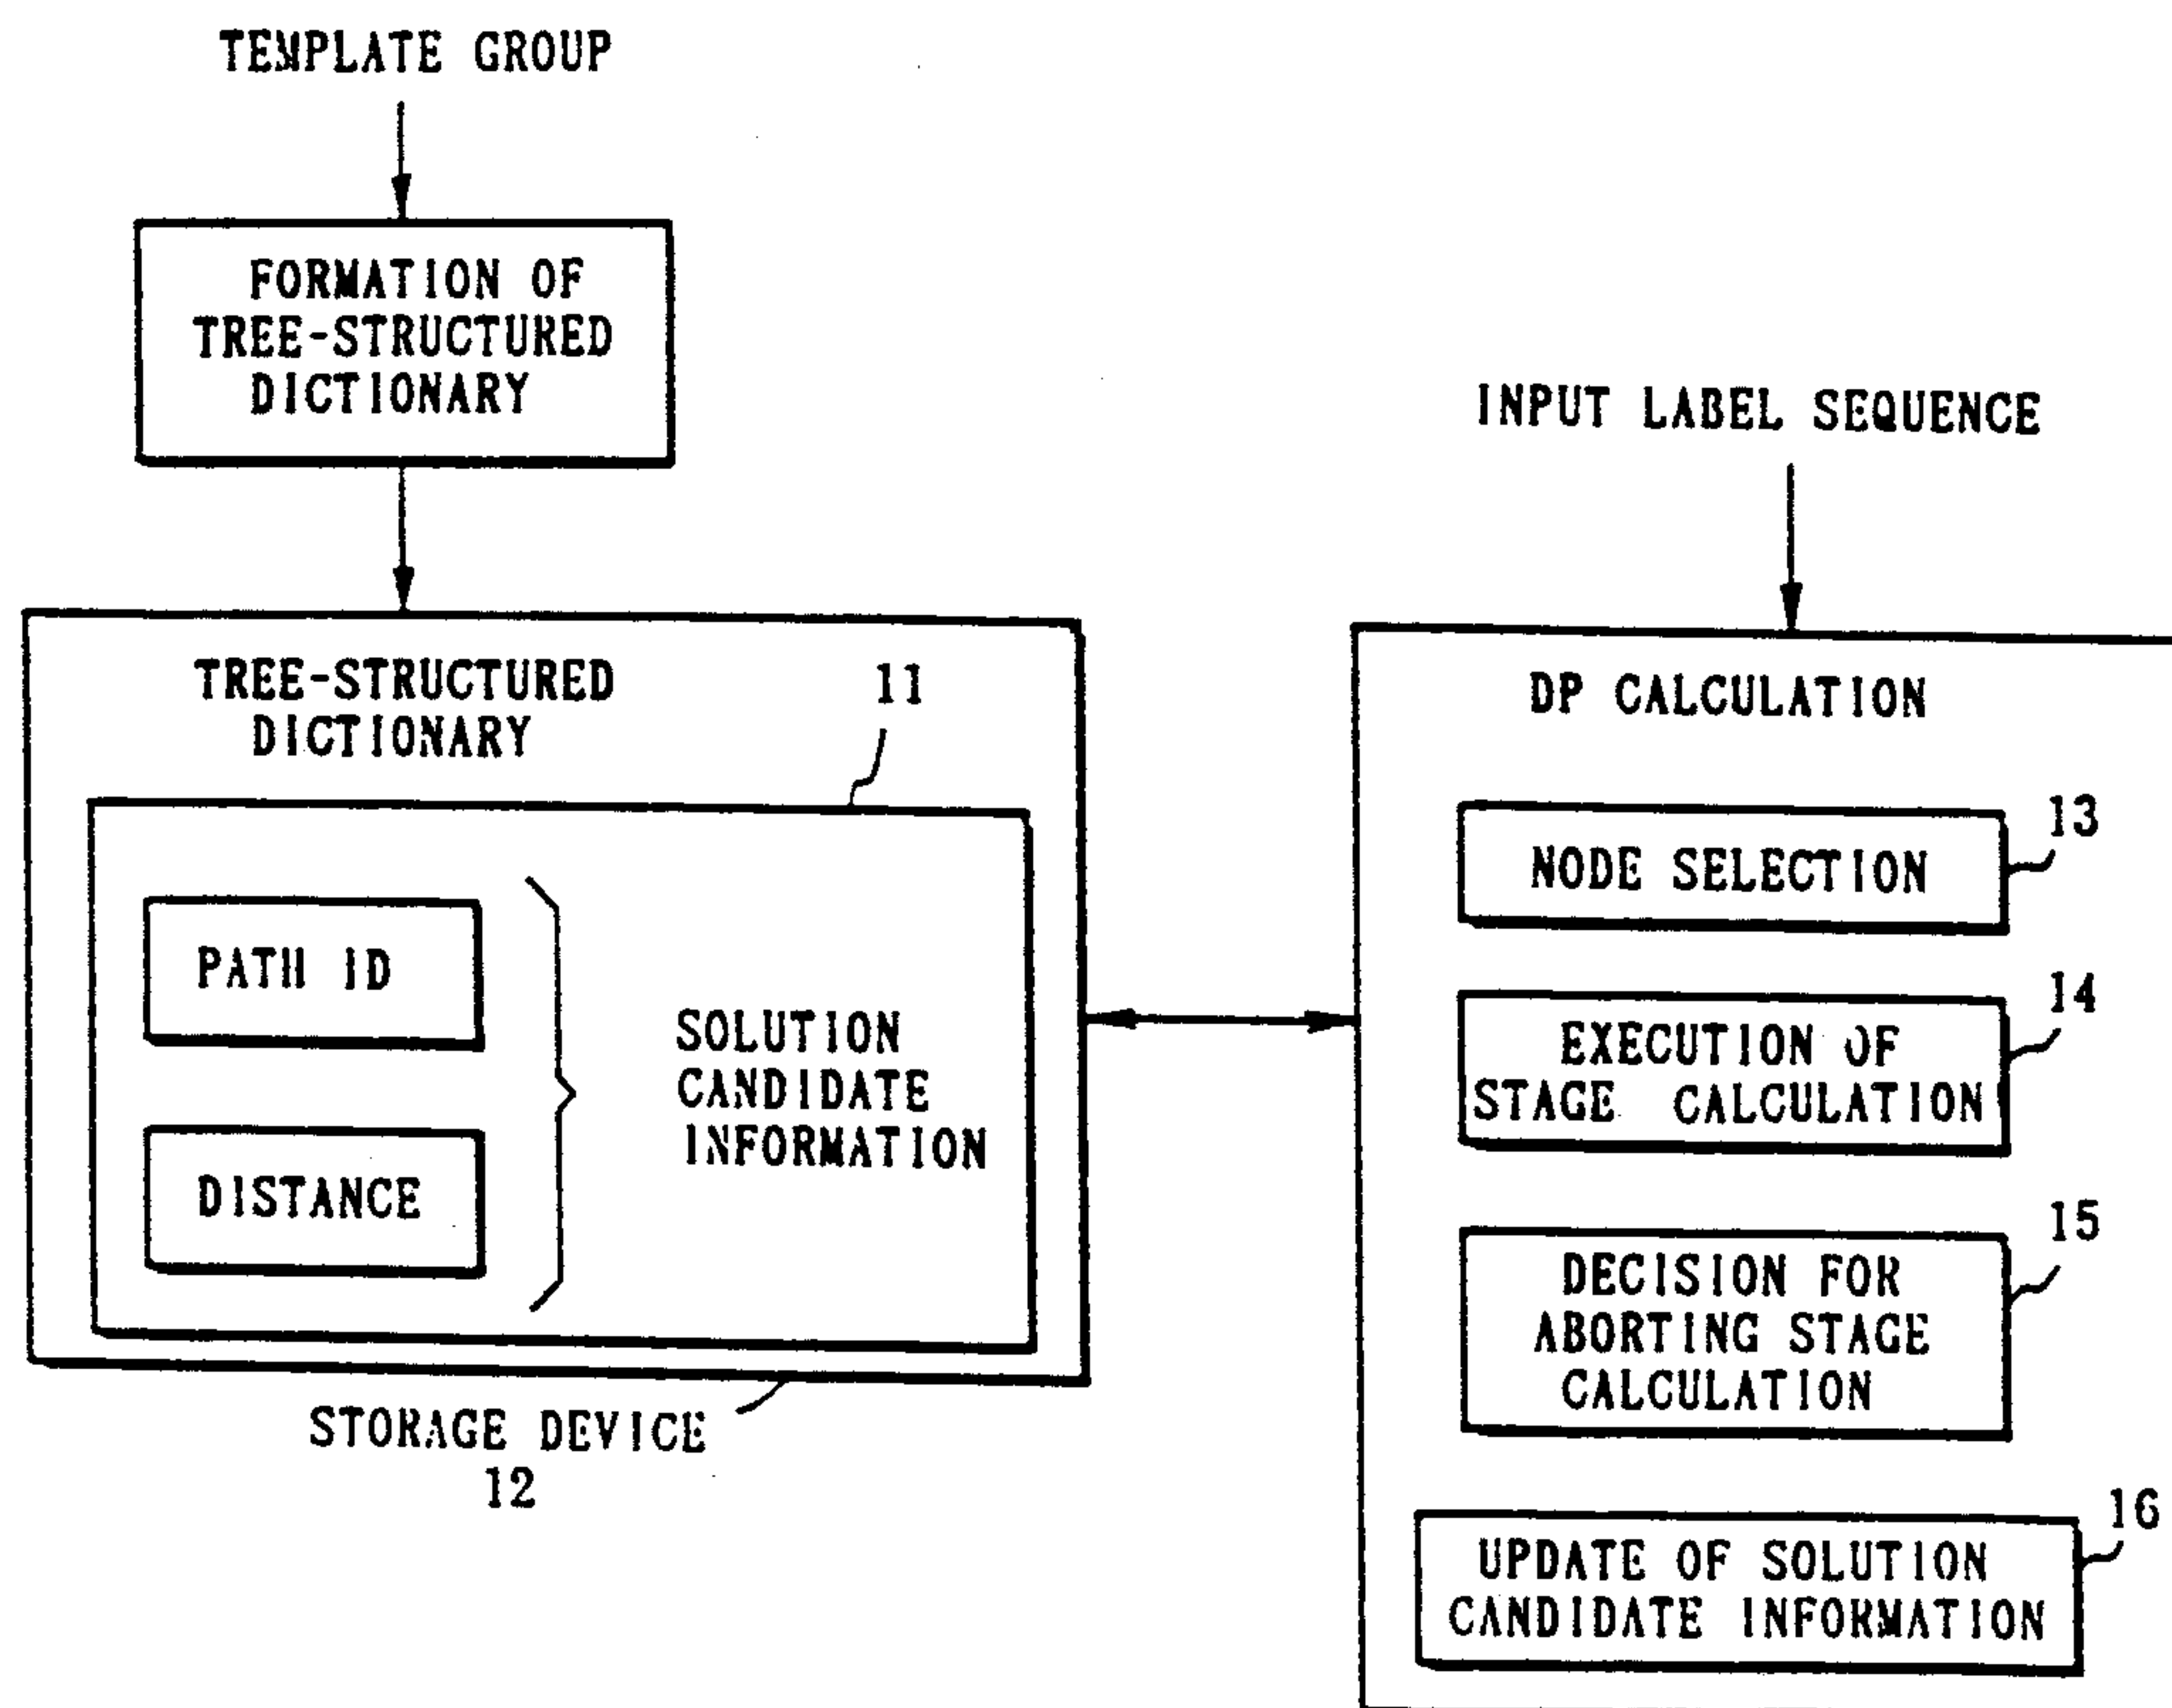 TEMPLATE GROUP
FORMATION OF
TREE-STRUCTURED
DICTIONARY
TREE-STRUCTURED
DICTIONARY
11
PATH ID
DISTANCE
SOLUTION
CANDIDATE
INFORMATION
STORAGE DEVICE
12
INPUT LABEL SEQUENCE
DP CALCULATION
NODE SELECTION
13
EXECUTION OF
STAGE CALCULATION
14
DECISION FOR
ABORTING STAGE
CALCULATION
15
UPDATE OF SOLUTION
CANDIDATE INFORMATION
16